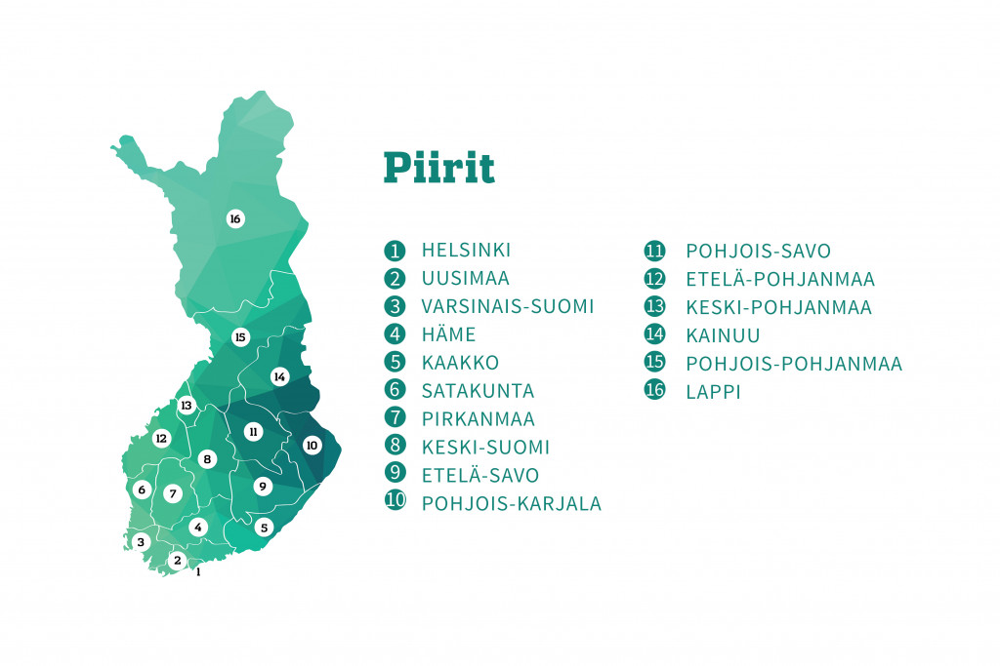 Piirit
1 HELSINKI
2 UUSIMAA
3 VARSINAIS-SUOMI
4 HÄME
5 KAAKKO
6 SATAKUNTA
7 PIRKANMAA
8 KESKI-SUOMI
9 ETELÄ-SAVO
10 POHJOIS-KARJALA
11 POHJOIS-SAVO
12 ETELÄ-POHJANMAA
13 KESKI-POHJANMAA
14 KAINUU
15 POHJOIS-POHJANMAA
16 LAPPI
16
15
14
13
11
12
10
8
9
6
7
4
5
3
2
1